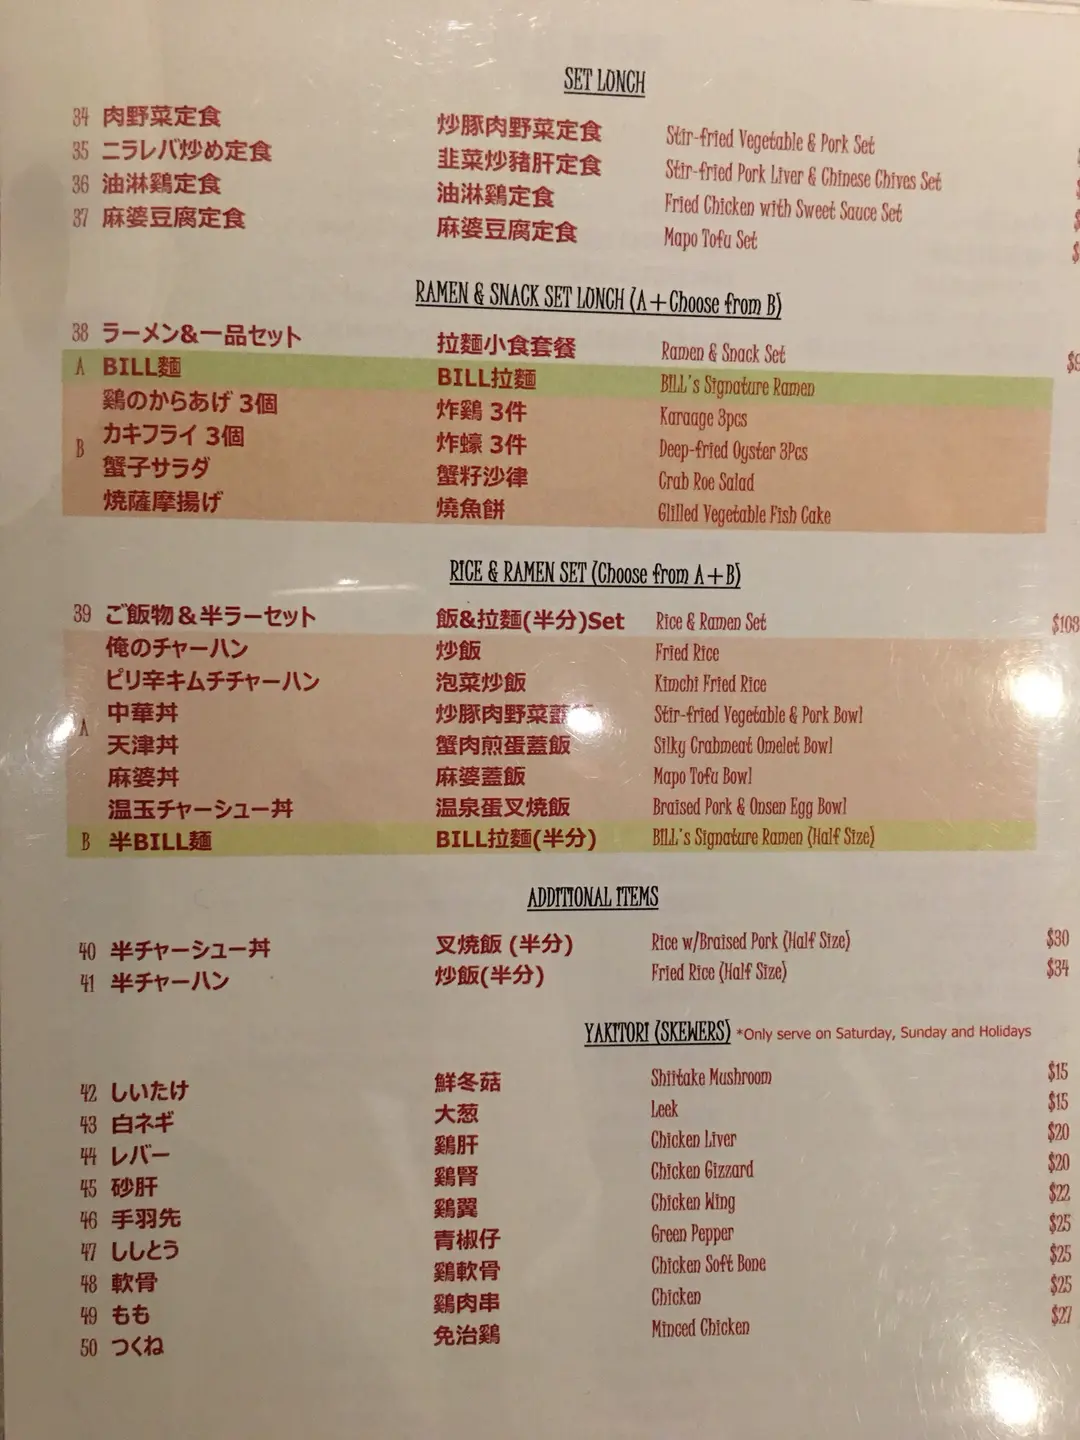 SET LONCH
34 肉野菜定食 炒豚肉野菜定食 Stir-fried Vegetable & Pork Set
35 ニラレバ炒め定食 韭菜炒豬肝定食 Stir-fried Pork Liver & Chinese Chives Set
36 油淋鶏定食 油淋鷄定食 Fried Chicken with Sweet Sauce Set
37 麻婆豆腐定食 麻婆豆腐定食 Mapo Tofu Set
RAMEN & SNACK SET LONCH (A+Choose from B)
38 ラーメン&一品セット 拉麵小食套餐 Ramen & Snack Set
A BILL麺 BILL拉麵 BILL's Signature Ramen
鶏のからあげ 3個 炸鷄 3件 Karaage 3pcs
B カキフライ 3個 炸蠔 3件 Deep-fried Oyster 3Pcs
蟹子サラダ 蟹籽沙律 Crab Roe Salad
焼薩摩揚げ 燒魚餅 Glilled Vegetable Fish Cake
RICE & RAMEN SET (Choose from A+B)
39 ご飯物&半ラーセット 飯&拉麵(半分)Set Rice & Ramen Set $108
俺のチャーハン 炒飯 Fried Rice
ピリ辛キムチチャーハン 泡菜炒飯 Kimchi Fried Rice
A 中華丼 炒豚肉野菜 Stir-fried Vegetable & Pork Bowl
天津丼 蟹肉煎蛋蓋飯 Silky Crabmeat Omelet Bowl
麻婆丼 麻婆蓋飯 Mapo Tofu Bowl
温玉チャーシュー丼 温泉蛋叉焼飯 Braised Pork & Onsen Egg Bowl
B 半BILL麺 BILL拉麵(半分) BILL's Signature Ramen (Half Size)
ADDITIONAL ITEMS
40 半チャーシュー丼 叉焼飯 (半分) Rice w/Braised Pork (Half Size) $30
41 半チャーハン 炒飯(半分) Fried Rice (Half Size) $34
YAKITORI (SKEWERS) *Only serve on Saturday, Sunday and Holidays
42 しいたけ 鮮冬菇 Shiitake Mushroom $15
43 白ネギ 大葱 Leek $15
44 レバー 鷄肝 Chicken Liver $20
45 砂肝 鷄腎 Chicken Gizzard $20
46 手羽先 鷄翼 Chicken Wing $22
47 ししとう 青椒仔 Green Pepper $25
48 軟骨 鷄軟骨 Chicken Soft Bone $25
49 もも 鷄肉串 Chicken $25
50 つくね 免治鷄 Minced Chicken $27